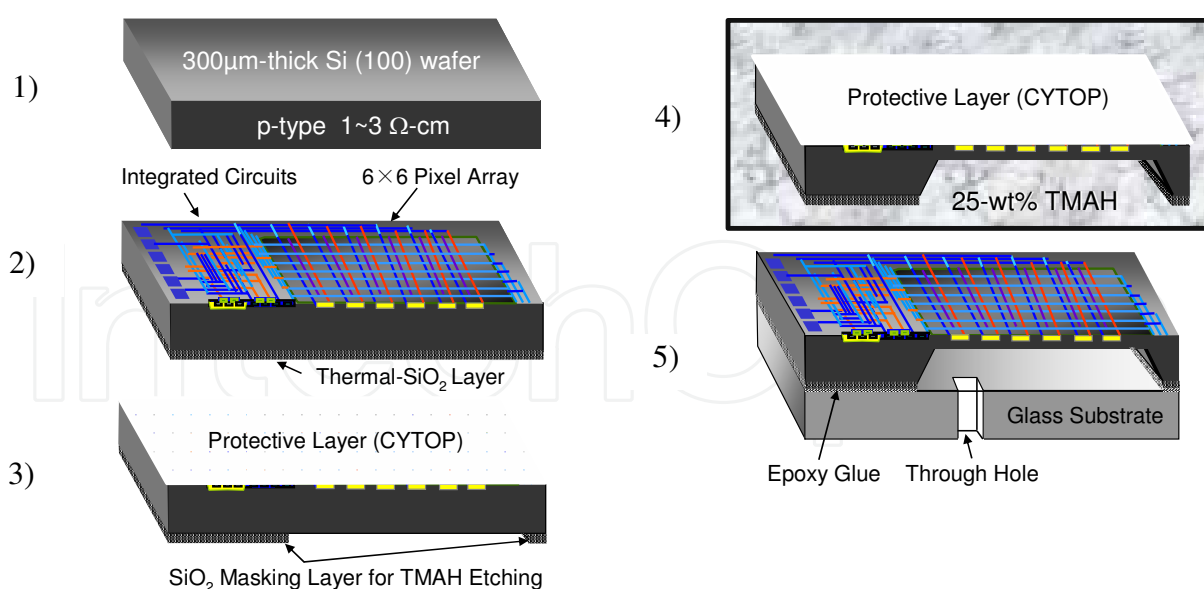 1)
300μm-thick Si (100) wafer
p-type 1~3 Ω-cm
Integrated Circuits
6×6 Pixel Array
2)
Thermal-SiO₂ Layer
Protective Layer (CYTOP)
3)
SiO₂ Masking Layer for TMAH Etching
4)
Protective Layer (CYTOP)
25-wt% TMAH
5)
Glass Substrate
Epoxy Glue
Through Hole